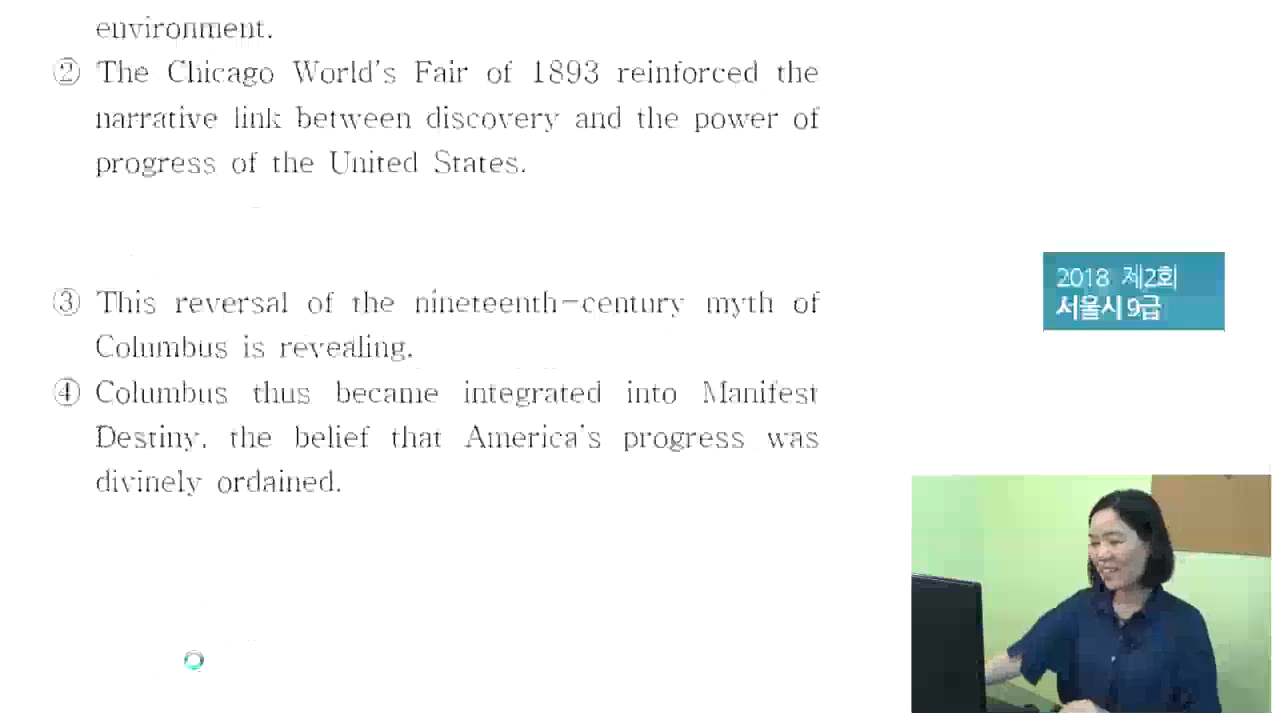 environment.
② The Chicago World's Fair of 1893 reinforced the
narrative link between discovery and the power of
progress of the United States.
③ This reversal of the nineteenth-century myth of
Columbus is revealing.
④ Columbus thus became integrated into Manifest
Destiny, the belief that America's progress was
divinely ordained.
2018 제2회
서울시 9급